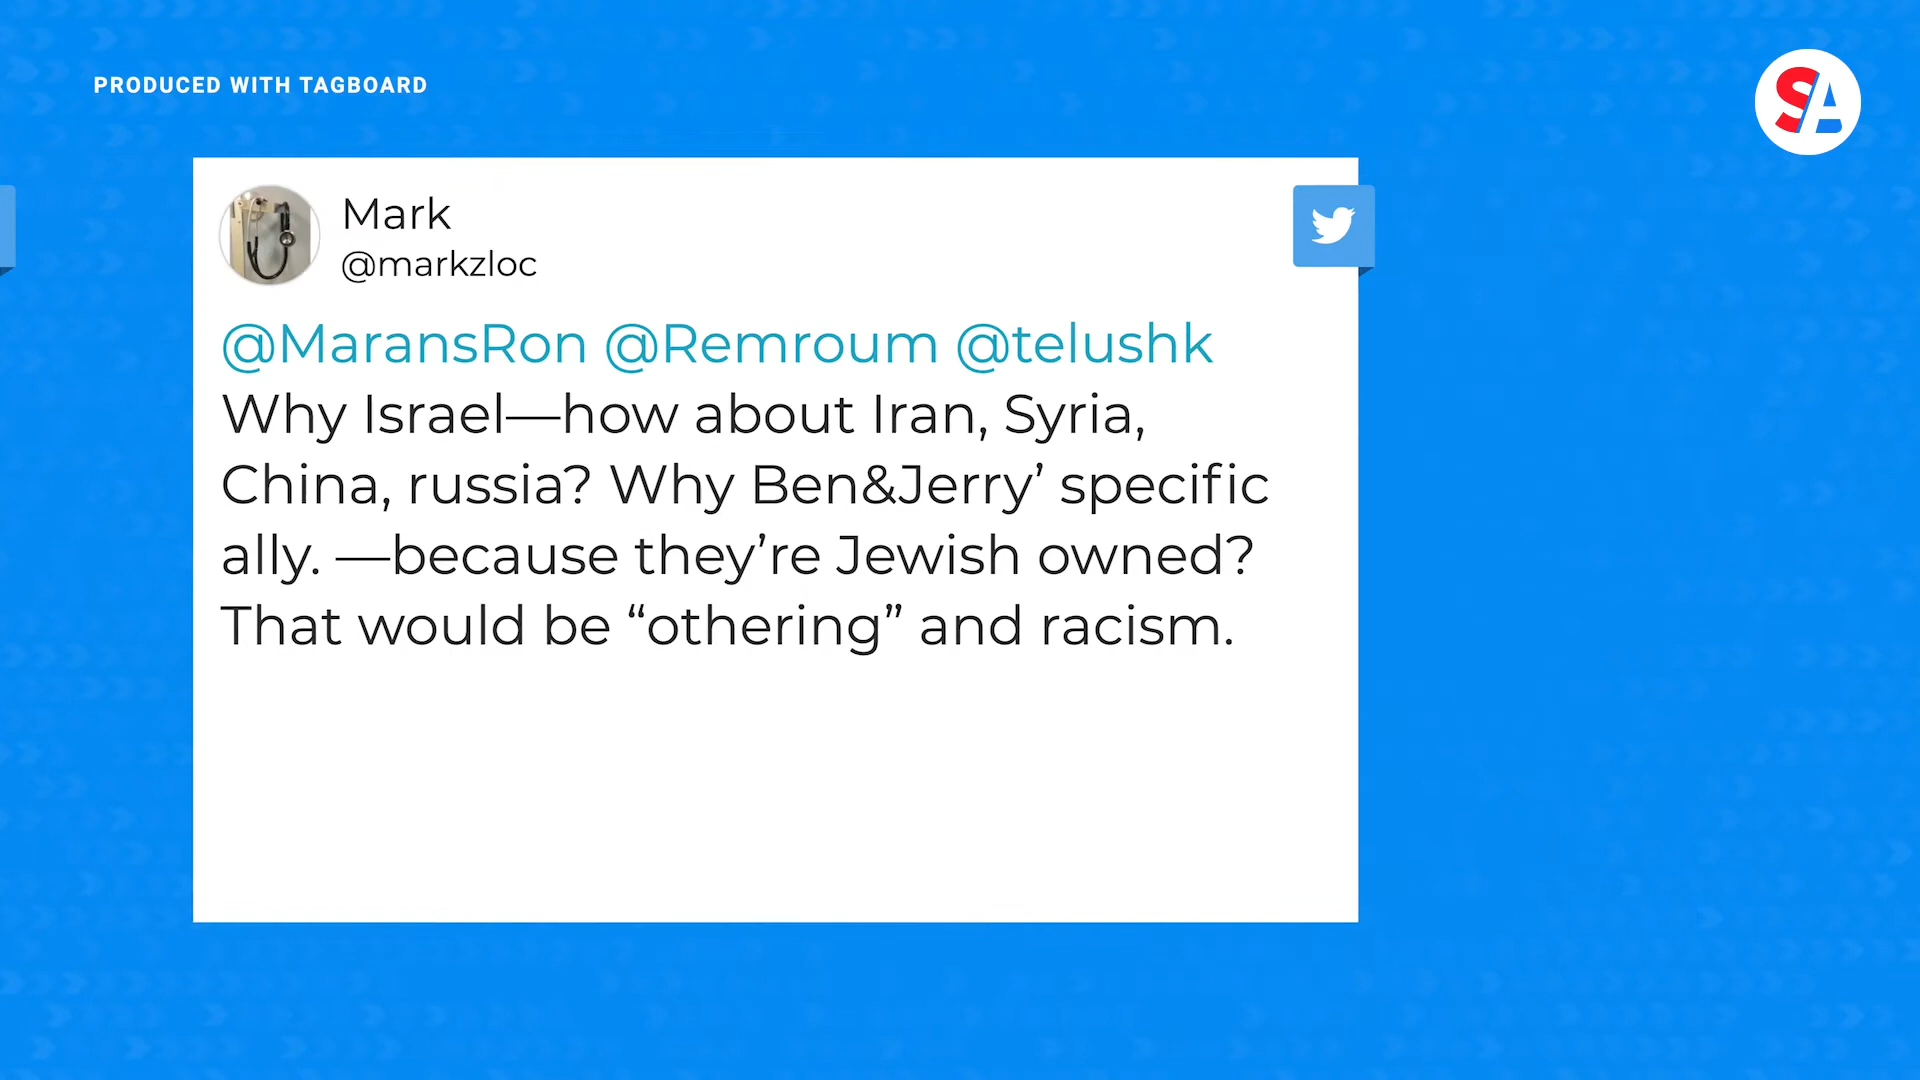 PRODUCED WITH TAGBOARD
SA
Mark
@markzloc
@MaransRon @Remroum @telushk
Why Israel—how about Iran, Syria,
China, russia? Why Ben&Jerry’ specific
ally. —because they’re Jewish owned?
That would be “othering” and racism.